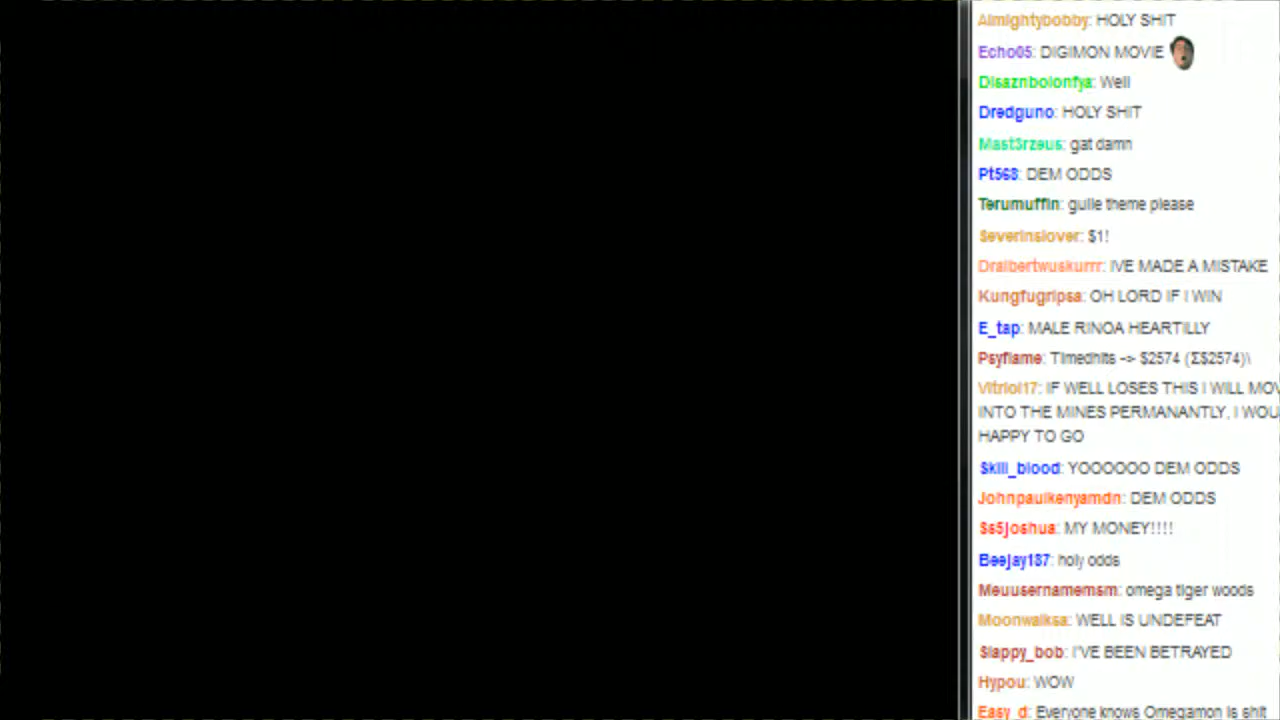 Almightybobby: HOLY SHIT
Echo05: DIGIMON MOVIE
Disaznbolonfya: Well
Dredguno: HOLY SHIT
Mast3rzeus: gat damn
Pt568: DEM ODDS
Terumuffin: guile theme please
Severinslover: $1!
Dralbertwuskurrr: IVE MADE A MISTAKE
Kungfugripsa: OH LORD IF I WIN
E_tap: MALE RINOA HEARTILLY
Psyflame: Timedhits -> $2574 (Σ$2574)\
Vitriol17: IF WELL LOSES THIS I WILL MOV
INTO THE MINES PERMANANTLY, I WOU
HAPPY TO GO
Skill_blood: YOOOOOO DEM ODDS
Johnpaulkenyamdn: DEM ODDS
Ss5joshua: MY MONEY!!!!
Beejay187: holy odds
Meuusernamemsm: omega tiger woods
Moonwalksa: WELL IS UNDEFEAT
Slappy_bob: I'VE BEEN BETRAYED
Hypou: WOW
Easy_d: Everyone knows Omegamon is shit